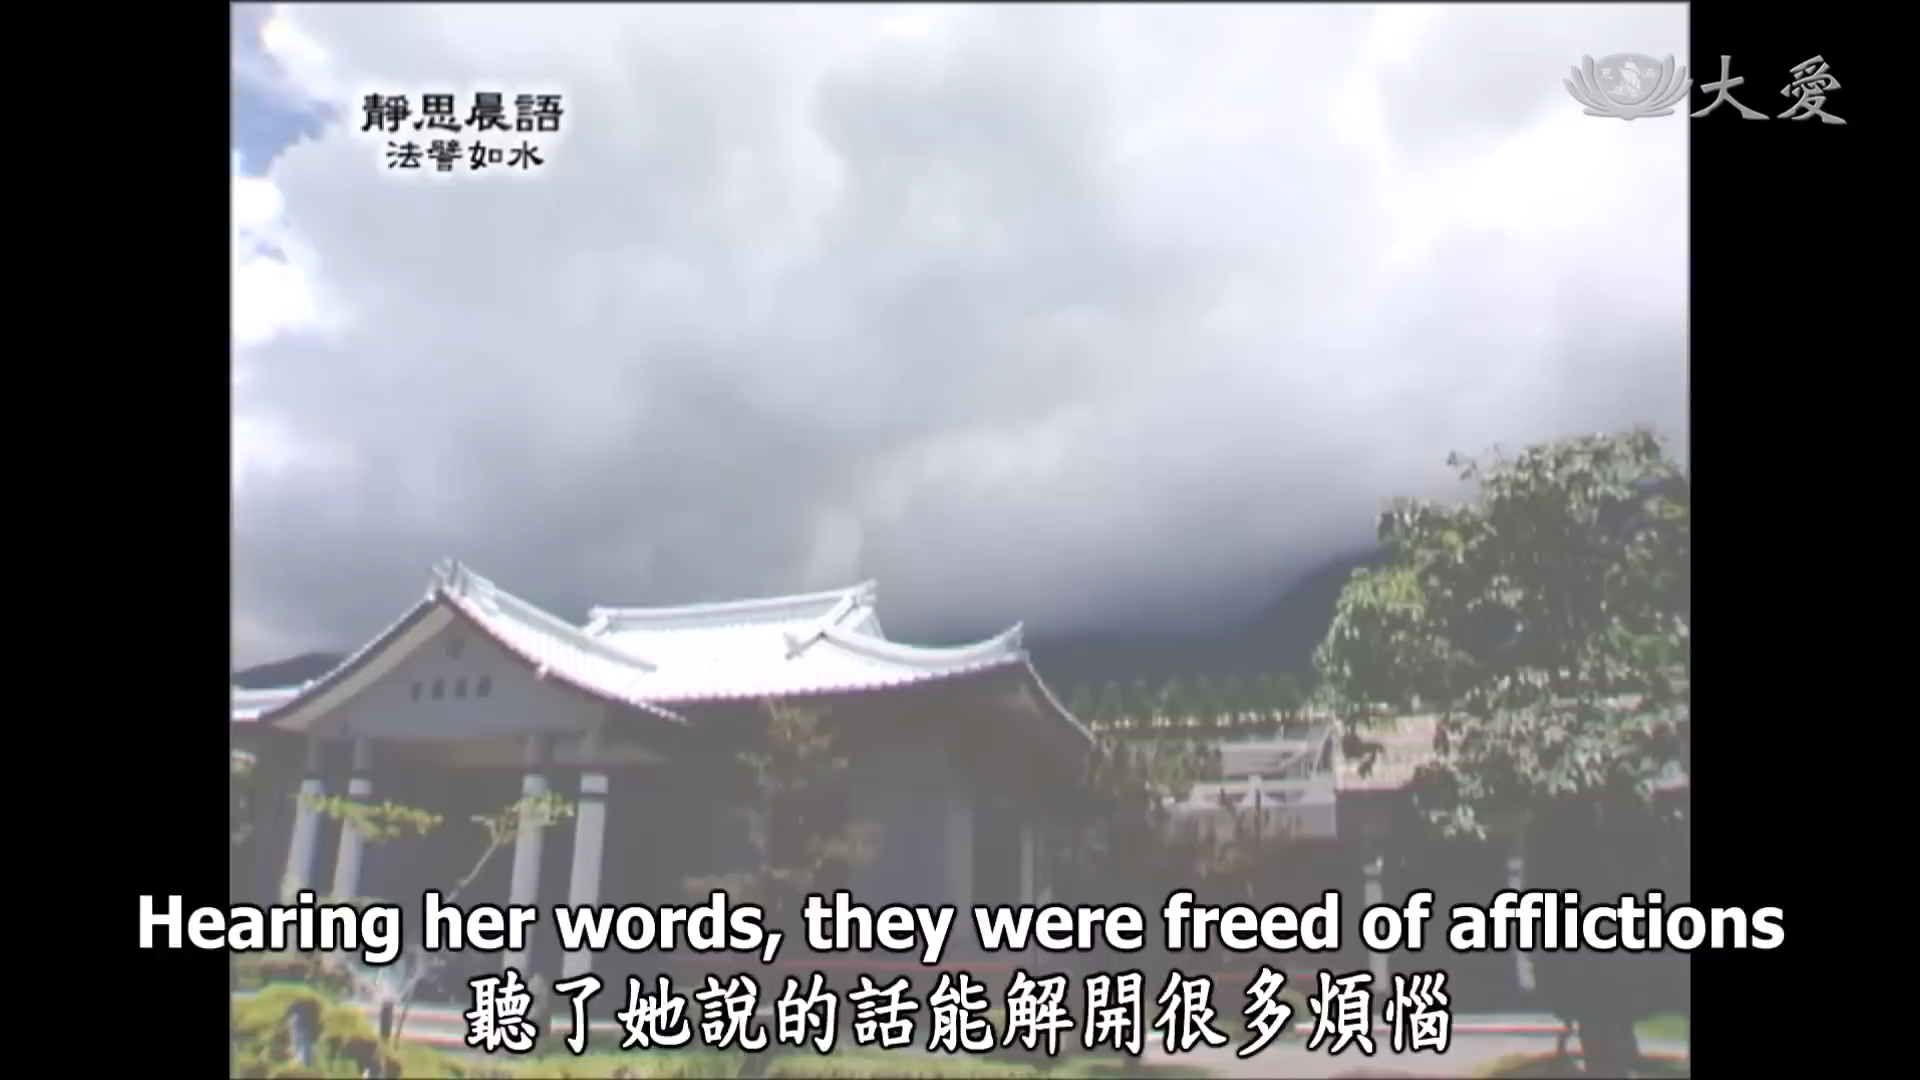 靜思晨語
法譬如水
大愛
Hearing her words, they were freed of afflictions
聽了她說的話能解開很多煩惱